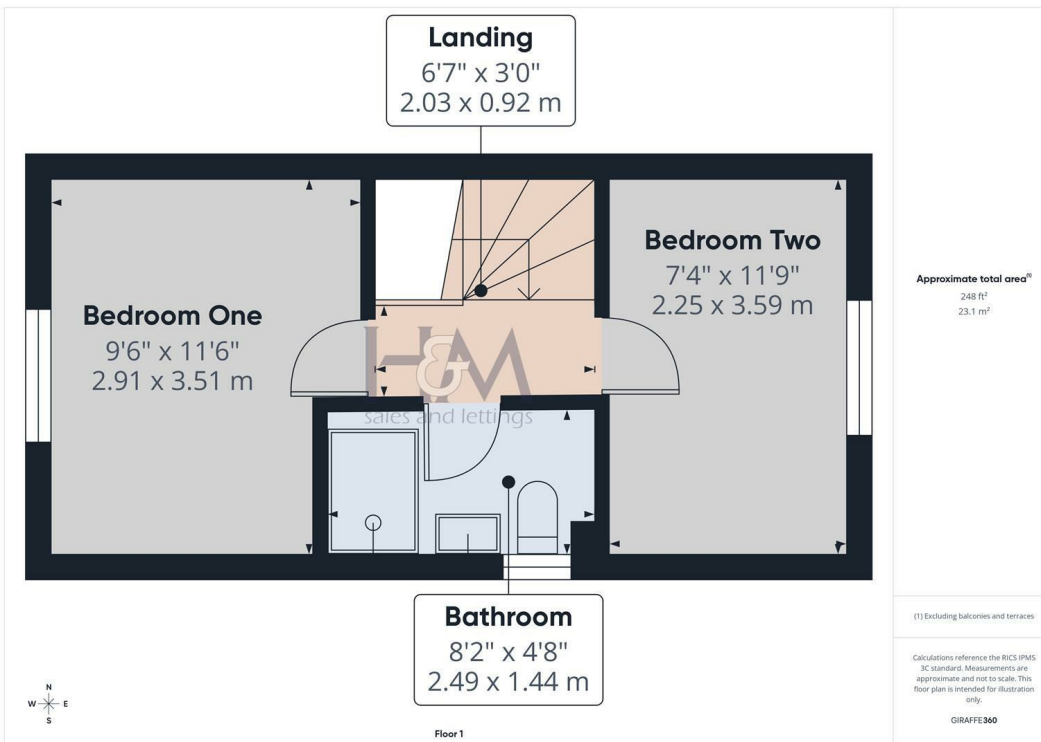 Landing
6'7" x 3'0"
2.03 x 0.92 m
Bedroom One
9'6" x 11'6"
2.91 x 3.51 m
Bedroom Two
7'4" x 11'9"
2.25 x 3.59 m
H&M
sales and lettings
Bathroom
8'2" x 4'8"
2.49 x 1.44 m
N
W E
S
Floor 1
Approximate total area(1)
248 ft²
23.1 m²
(1) Excluding balconies and terraces
Calculations reference the RICS IPMS
3C standard. Measurements are
approximate and not to scale. This
floor plan is intended for illustration
only.
GIRAFFE360